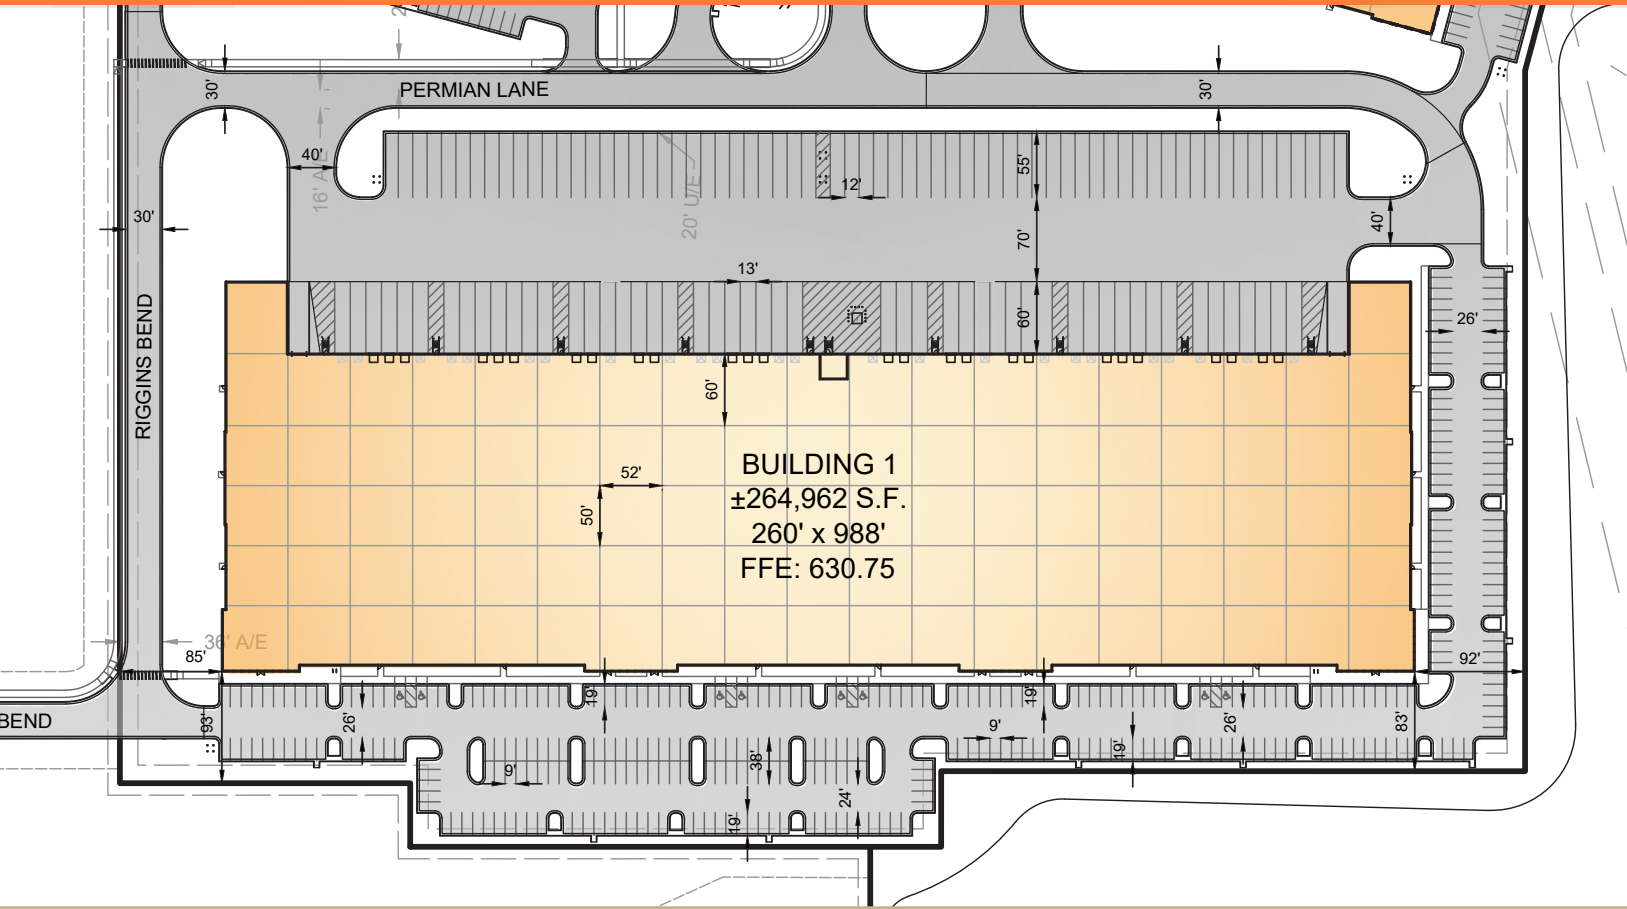 2
PERMIAN LANE
30'
30'
40'
16' A/E
20' U/E
12'
55'
70'
40'
30'
13'
60'
26'
RIGGINS BEND
60'
52'
50'
BUILDING 1
±264,962 S.F.
260' x 988'
FFE: 630.75
36' A/E
85'
92'
BEND
93'
26'
19'
19'
9'
19'
26'
83'
9'
38'
24'
19'